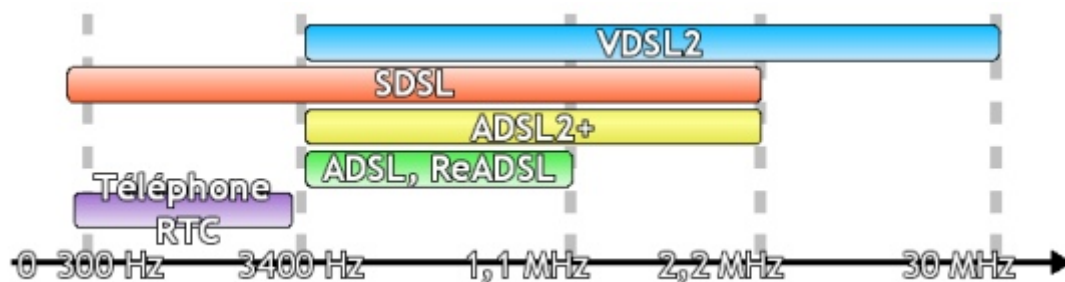 VDSL2
SDSL
ADSL2+
ADSL, ReADSL
Téléphone
RTC
0 300 Hz 3400 Hz 1,1 MHz 2,2 MHz 30 MHz